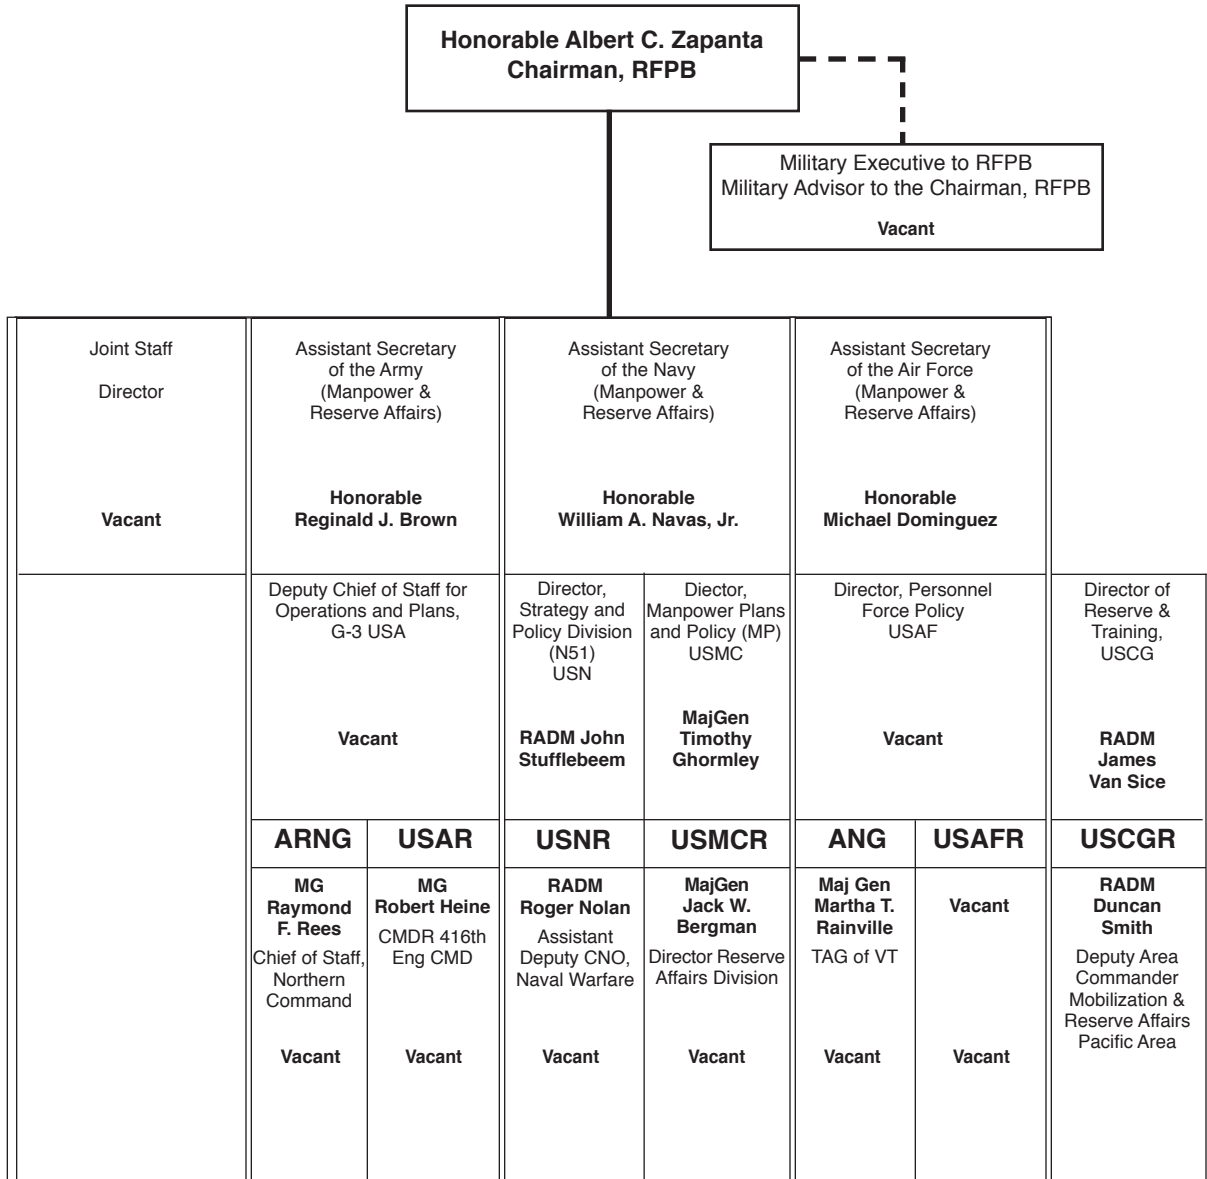 Honorable Albert C. Zapanta
Chairman, RFPB
Military Executive to RFPB
Military Advisor to the Chairman, RFPB
Vacant
Joint Staff
Director
Vacant
Assistant Secretary
of the Army
(Manpower &
Reserve Affairs)
Honorable
Reginald J. Brown
Assistant Secretary
of the Navy
(Manpower &
Reserve Affairs)
Honorable
William A. Navas, Jr.
Assistant Secretary
of the Air Force
(Manpower &
Reserve Affairs)
Honorable
Michael Dominguez
Deputy Chief of Staff for
Operations and Plans,
G-3 USA
Vacant
Director,
Strategy and
Policy Division
(N51)
USN
RADM John
Stufflebeem
Diector,
Manpower Plans
and Policy (MP)
USMC
MajGen
Timothy
Ghormley
Director, Personnel
Force Policy
USAF
Vacant
Director of
Reserve &
Training,
USCG
RADM
James
Van Sice
ARNG
MG
Raymond
F. Rees
Chief of Staff,
Northern
Command
Vacant
USAR
MG
Robert Heine
CMDR 416th
Eng CMD
Vacant
USNR
RADM
Roger Nolan
Assistant
Deputy CNO,
Naval Warfare
Vacant
USMCR
MajGen
Jack W.
Bergman
Director Reserve
Affairs Division
Vacant
ANG
Maj Gen
Martha T.
Rainville
TAG of VT
Vacant
USAFR
Vacant
Vacant
USCGR
RADM
Duncan
Smith
Deputy Area
Commander
Mobilization &
Reserve Affairs
Pacific Area